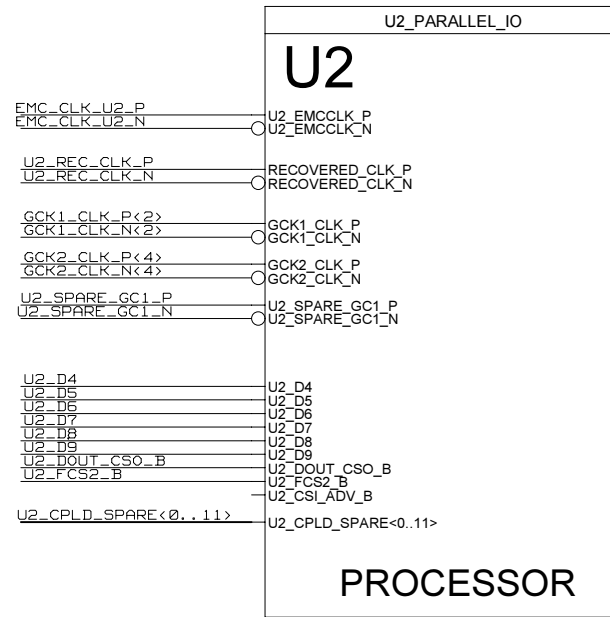 U2_PARALLEL_IO
U2
EMC_CLK_U2_P U2_EMCCLK_P
EMC_CLK_U2_N U2_EMCCLK_N
U2_REC_CLK_P RECOVERED_CLK_P
U2_REC_CLK_N RECOVERED_CLK_N
GCK1_CLK_P<2> GCK1_CLK_P
GCK1_CLK_N<2> GCK1_CLK_N
GCK2_CLK_P<4> GCK2_CLK_P
GCK2_CLK_N<4> GCK2_CLK_N
U2_SPARE_GC1_P U2_SPARE_GC1_P
U2_SPARE_GC1_N U2_SPARE_GC1_N
U2_D4 U2_D4
U2_D5 U2_D5
U2_D6 U2_D6
U2_D7 U2_D7
U2_D8 U2_D8
U2_D9 U2_D9
U2_DOUT_CSO_B U2_DOUT_CSO_B
U2_FCS2_B U2_FCS2_B
U2_CSI_ADV_B
U2_CPLD_SPARE<0..11> U2_CPLD_SPARE<0..11>
PROCESSOR